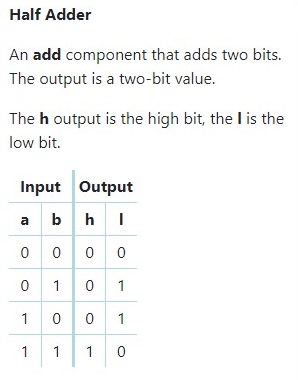 Half Adder
An add component that adds two bits.
The output is a two-bit value.
The h output is the high bit, the l is the
low bit.
Input Output
a b h l
0 0 0 0
0 1 0 1
1 0 0 1
1 1 1 0